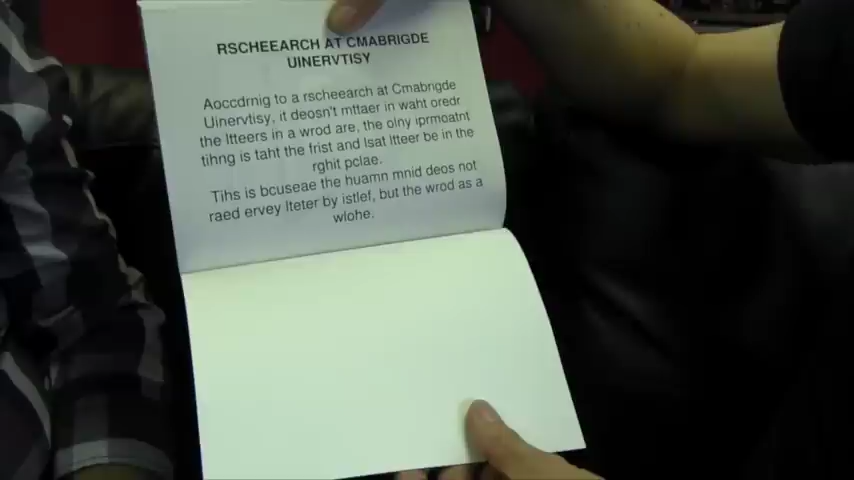 RSCHEEARCH AT CMABRIGDE
UINERVTISY
Aoccdrnig to a rscheearch at Cmabrigde
Uinervtisy, it deosn't mttaer in waht oredr
the ltteers in a wrod are, the olny iprmoatnt
tihng is taht the frist and lsat ltteer be in the
rghit pclae.
Tihs is bcuseae the huamn mnid deos not
raed ervey lteter by istlef, but the wrod as a
wlohe.